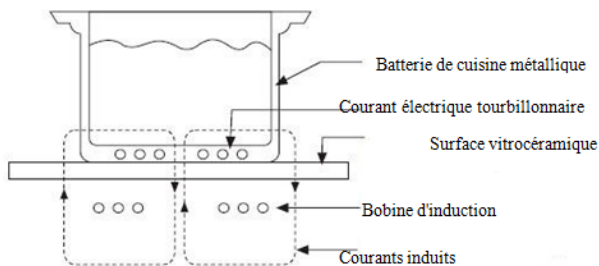 Batterie de cuisine métallique
Courant électrique tourbillonnaire
Surface vitrocéramique
Bobine d'induction
Courants induits